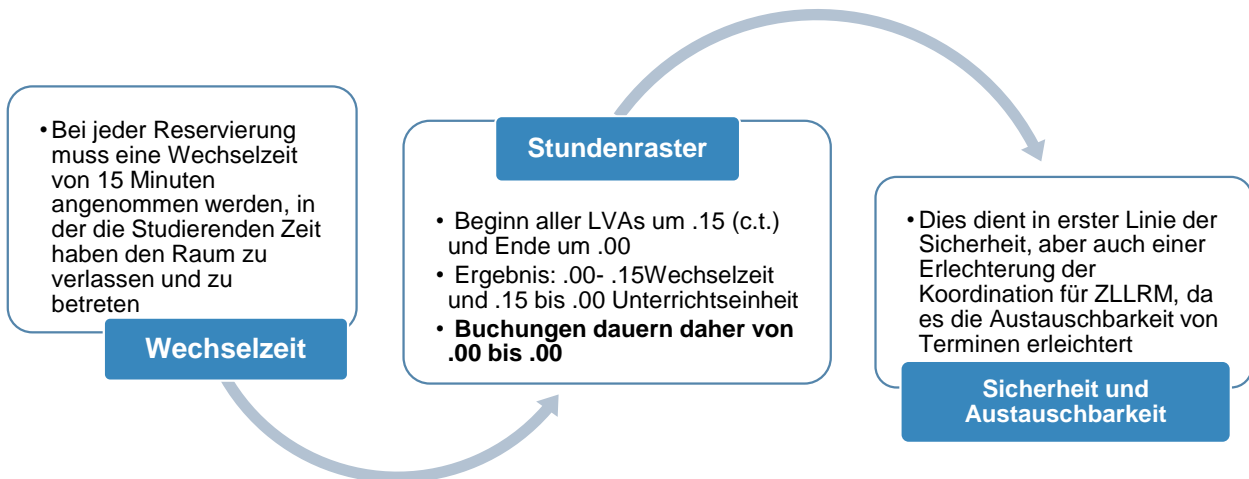 • Bei jeder Reservierung
muss eine Wechselzeit
von 15 Minuten
angenommen werden, in
der die Studierenden Zeit
haben den Raum zu
verlassen und zu
betreten
Wechselzeit
Stundenraster
• Beginn aller LVAs um .15 (c.t.)
und Ende um .00
• Ergebnis: .00- .15Wechselzeit
und .15 bis .00 Unterrichtseinheit
• Buchungen dauern daher von
.00 bis .00
• Dies dient in erster Linie der
Sicherheit, aber auch einer
Erlechterung der
Koordination für ZLLRM, da
es die Austauschbarkeit von
Terminen erleichtert
Sicherheit und
Austauschbarkeit